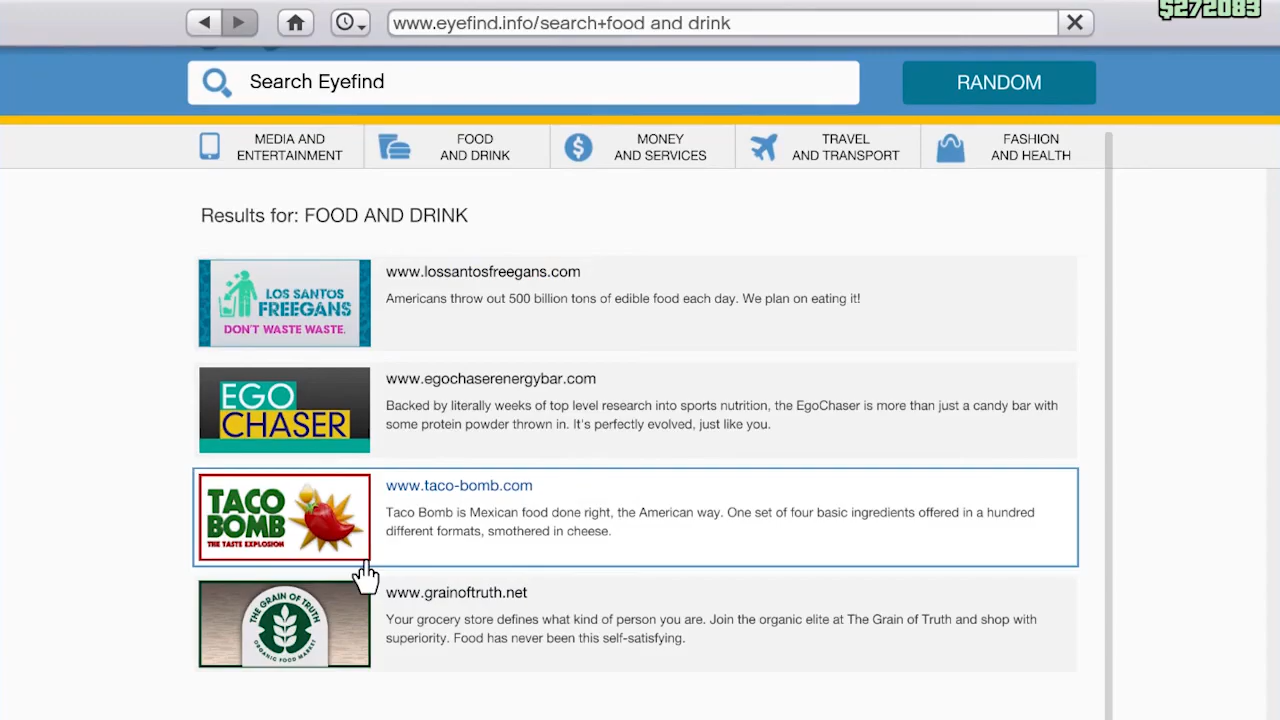 $272083
www.eyefind.info/search+food and drink
Search Eyefind
RANDOM
MEDIA AND
ENTERTAINMENT
FOOD
AND DRINK
MONEY
AND SERVICES
TRAVEL
AND TRANSPORT
FASHION
AND HEALTH
Results for: FOOD AND DRINK
LOS SANTOS
FREEGANS
DON'T WASTE WASTE.
www.lossantosfreegans.com
Americans throw out 500 billion tons of edible food each day. We plan on eating it!
EGO
CHASER
www.egochaserenergybar.com
Backed by literally weeks of top level research into sports nutrition, the EgoChaser is more than just a candy bar with
some protein powder thrown in. It's perfectly evolved, just like you.
TACO
BOMB
THE TASTE EXPLOSION
www.taco-bomb.com
Taco Bomb is Mexican food done right, the American way. One set of four basic ingredients offered in a hundred
different formats, smothered in cheese.
THE GRAIN OF TRUTH
ORGANIC FOOD MARKET
www.grainoftruth.net
Your grocery store defines what kind of person you are. Join the organic elite at The Grain of Truth and shop with
superiority. Food has never been this self-satisfying.